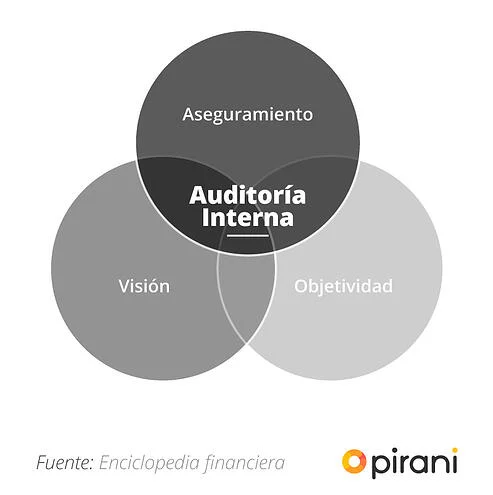 Aseguramiento
Auditoría
Interna
Visión
Objetividad
Fuente: Enciclopedia financiera
pirani